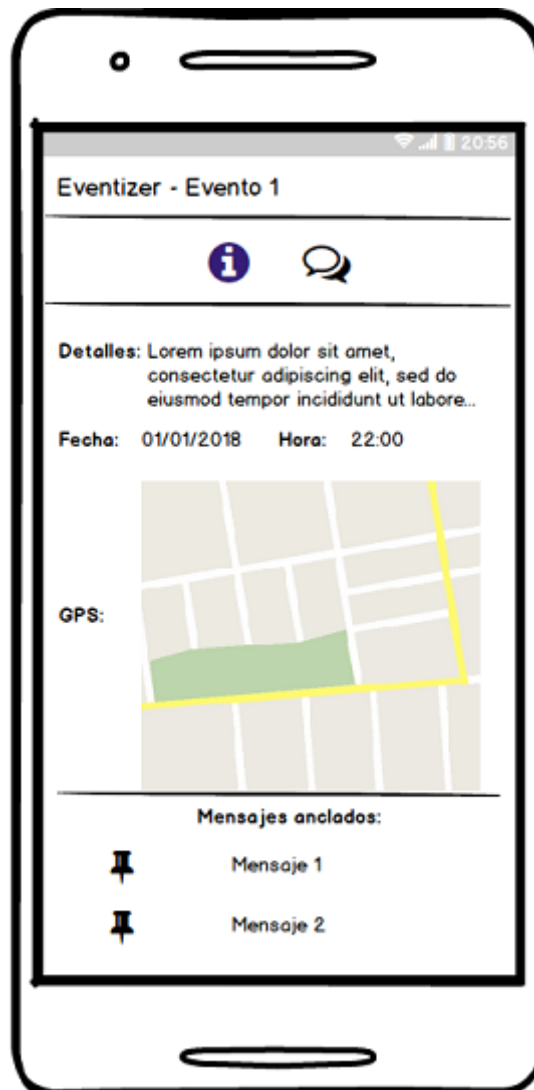 20:56
Eventizer - Evento 1
Detalles: Lorem ipsum dolor sit amet,
consectetur adipiscing elit, sed do
eiusmod tempor incididunt ut labore...
Fecha: 01/01/2018 Hora: 22:00
GPS:
Mensajes anclados:
Mensaje 1
Mensaje 2